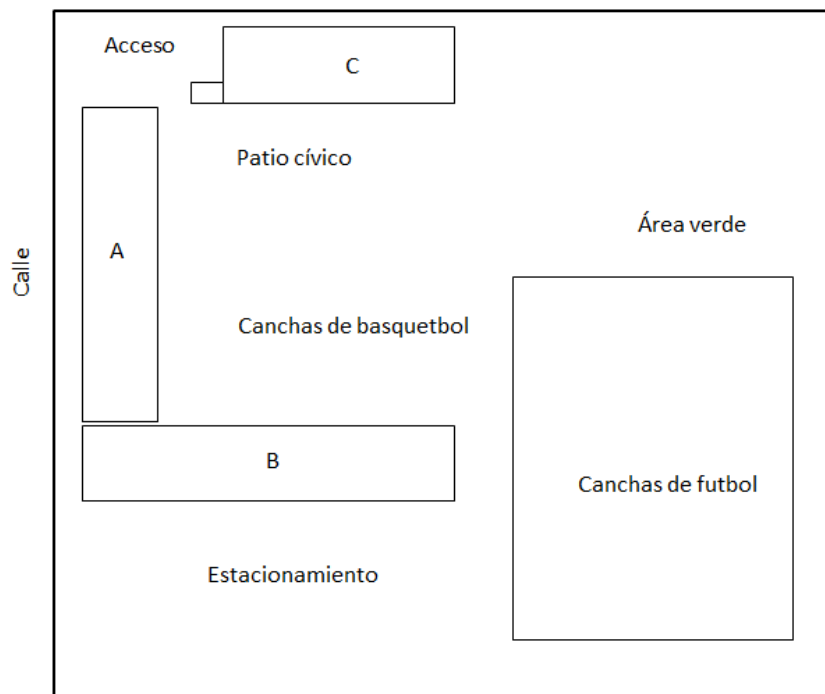 Acceso
C
Patio cívico
Área verde
A
Calle
Canchas de basquetbol
B
Canchas de futbol
Estacionamiento